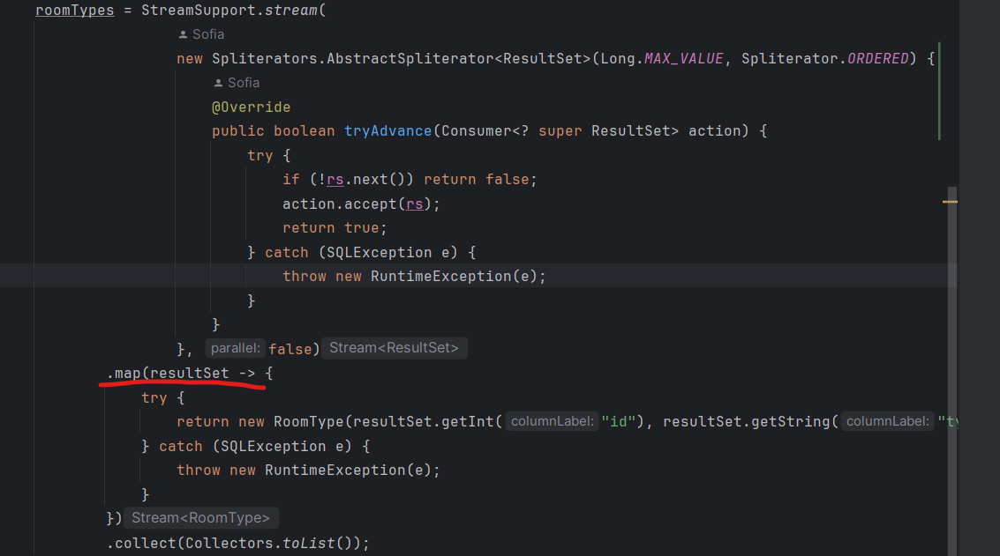 roomTypes = StreamSupport.stream(
Sofia
new Spliterators.AbstractSpliterator<ResultSet>(Long.MAX_VALUE, Spliterator.ORDERED) {
Sofia
@Override
public boolean tryAdvance(Consumer<? super ResultSet> action) {
try {
if (!rs.next()) return false;
action.accept(rs);
return true;
} catch (SQLException e) {
throw new RuntimeException(e);
}
}
}, parallel: false) Stream<ResultSet>
.map(resultSet -> {
try {
return new RoomType(resultSet.getInt( columnLabel: "id"), resultSet.getString( columnLabel: "ty
} catch (SQLException e) {
throw new RuntimeException(e);
}
}) Stream<RoomType>
.collect(Collectors.toList());